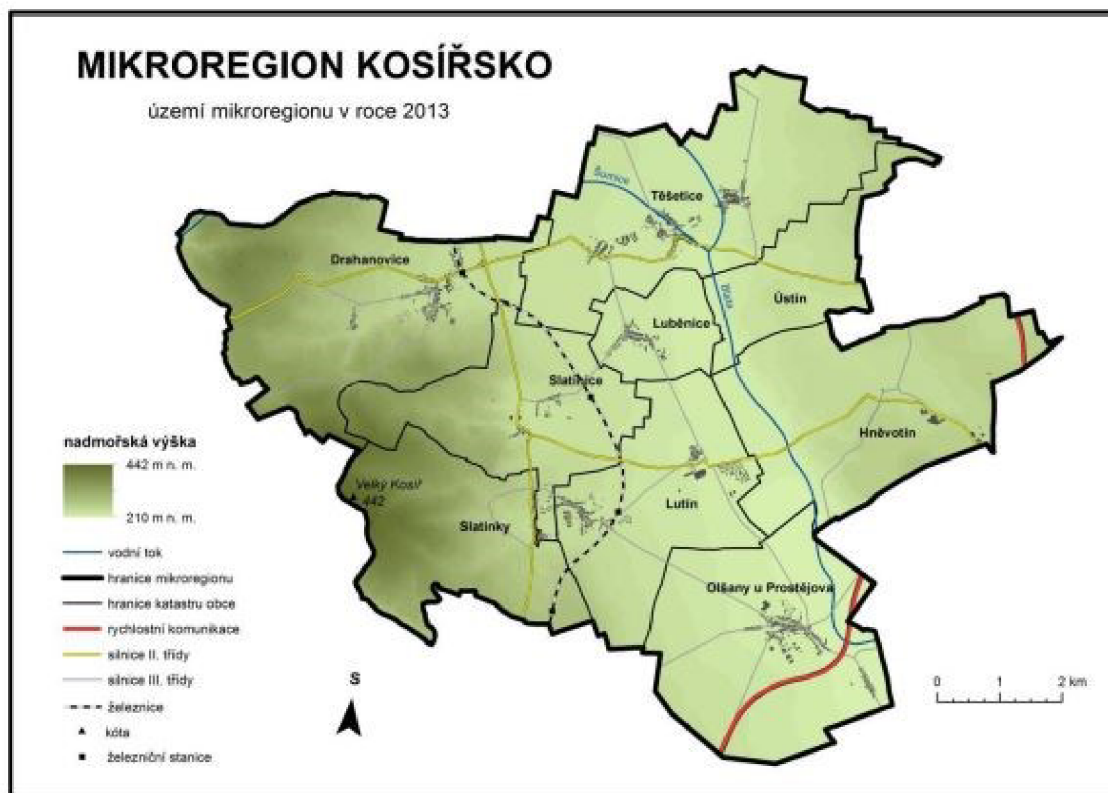 MIKROREGION KOSÍŘSKO
území mikroregionu v roce 2013
Šumice
Těšetice
Drahanovice
Blata
Ústín
Luběnice
Slatinice
Hněvotín
Velký Kosíř
442
Slatinky
Lutín
Olšany u Prostějova
nadmořská výška
442 m n. m.
210 m n. m.
vodní tok
hranice mikroregionu
hranice katastru obce
rychlostní komunikace
silnice II. třídy
silnice III. třídy
železnice
kóta
železniční stanice
S
0 1 2 km